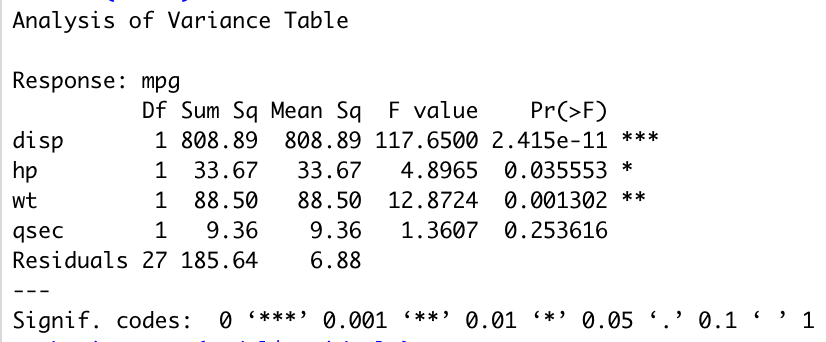 Analysis of Variance Table
Response: mpg
Df Sum Sq Mean Sq F value Pr(>F)
disp 1 808.89 808.89 117.6500 2.415e-11 ***
hp 1 33.67 33.67 4.8965 0.035553 *
wt 1 88.50 88.50 12.8724 0.001302 **
qsec 1 9.36 9.36 1.3607 0.253616
Residuals 27 185.64 6.88
---
Signif. codes: 0 ‘***’ 0.001 ‘**’ 0.01 ‘*’ 0.05 ‘.’ 0.1 ‘ ’ 1